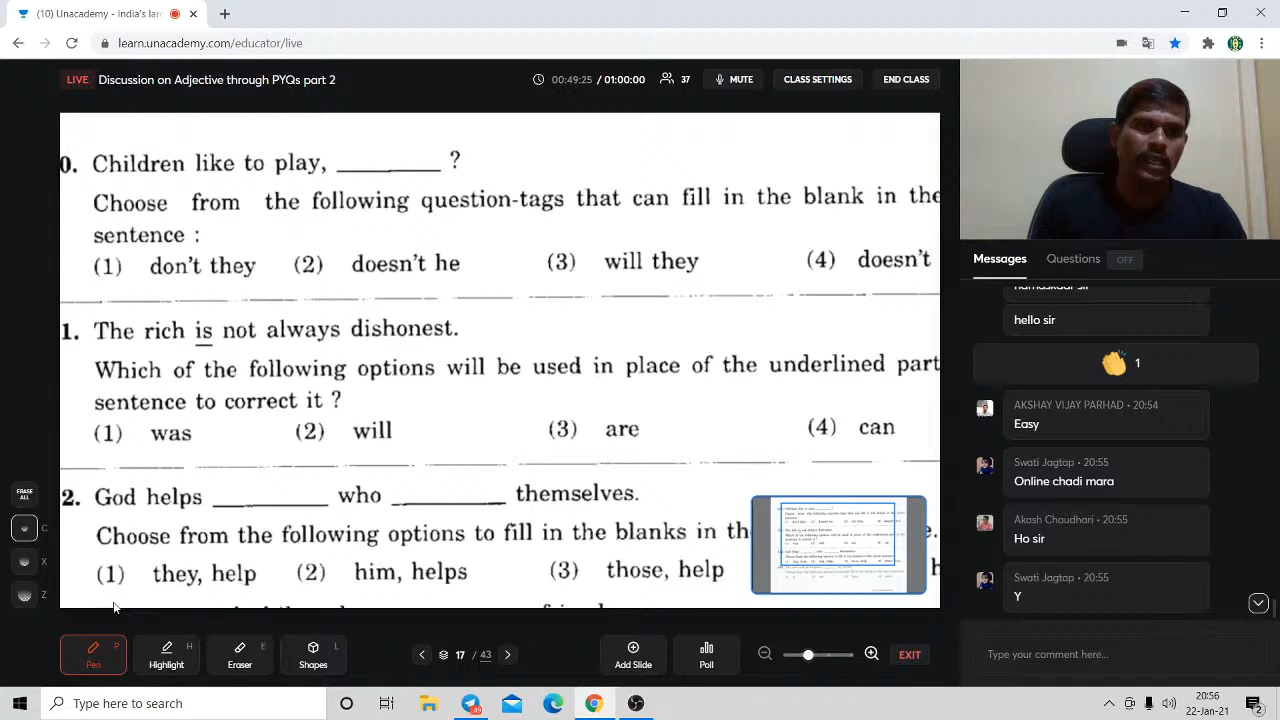 (10) Unacademy - India's lar
learn.unacademy.com/educator/live
LIVE Discussion on Adjective through PYQs part 2 00:49:25 / 01:00:00 37 MUTE CLASS SETTINGS END CLASS
0. Children like to play, ________ ?
Choose from the following question-tags that can fill in the blank in the
sentence :
(1) don't they (2) doesn't he (3) will they (4) doesn't
1. The rich is not always dishonest.
Which of the following options will be used in place of the underlined part
sentence to correct it ?
(1) was (2) will (3) are (4) can
2. God helps ________ who ________ themselves.
Choose from the following options to fill in the blanks in the
(1) they, help (2) him, helps (3) those, help
ERASE ALL
C
Z
Pen P
Highlight H
Eraser E
Shapes L
17 / 43
Add Slide
Poll
EXIT
Messages Questions OFF
hello sir
👏 1
AKSHAY VIJAY PARHAD • 20:54
Easy
Swati Jagtap • 20:55
Online chadi mara
Akash Chaudhari • 20:55
Ho sir
Swati Jagtap • 20:55
Y
Type your comment here...
Type here to search
49
20:56
22-Jan-21
2